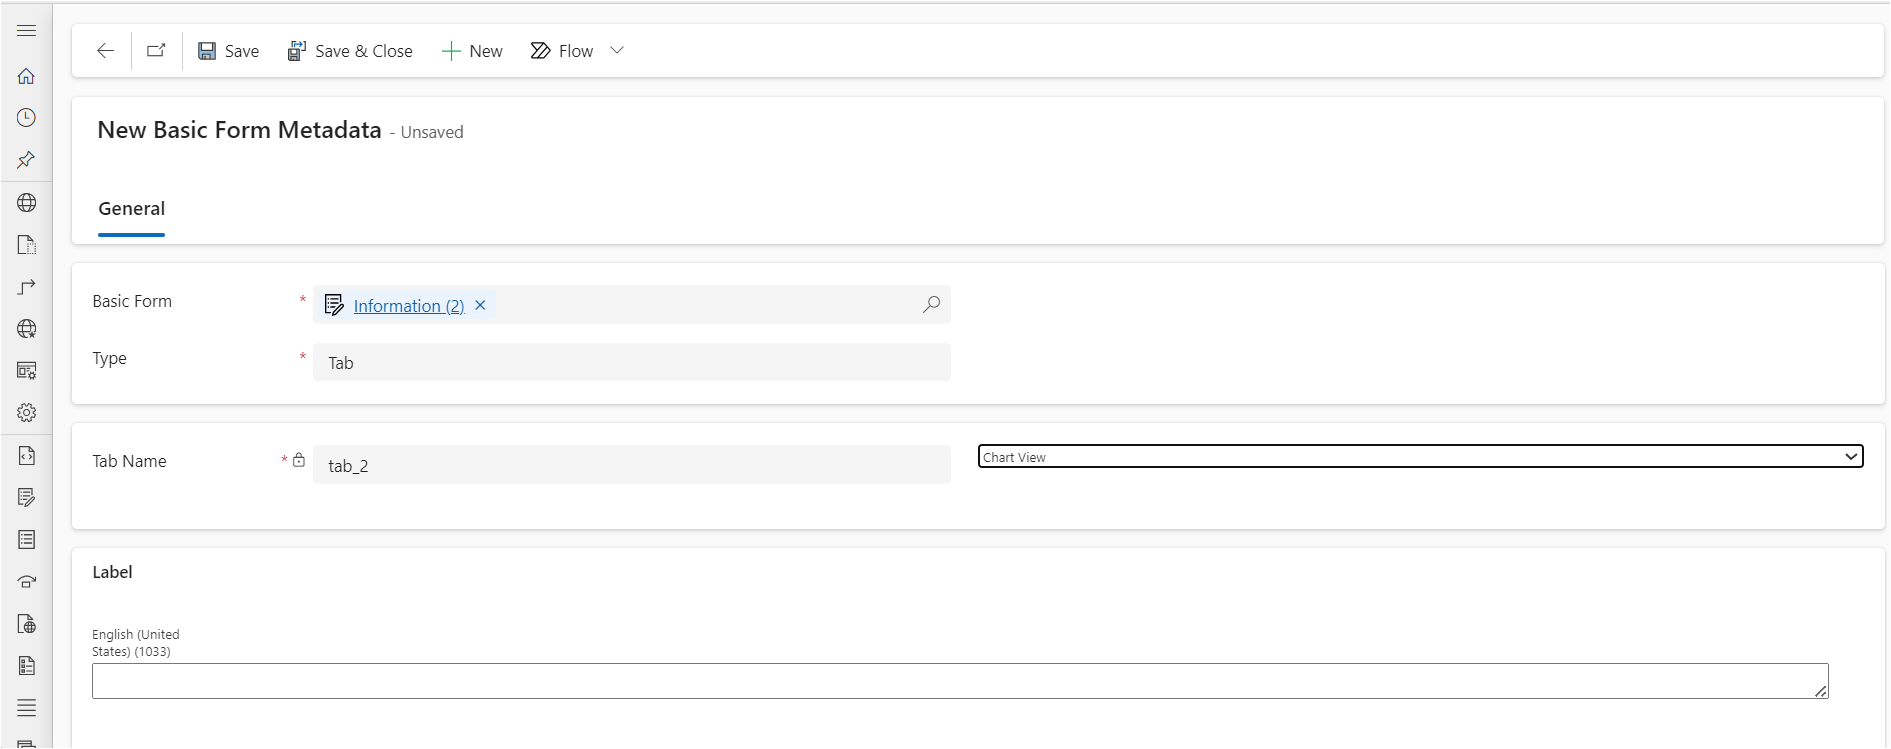 Save
Save & Close
New
Flow
New Basic Form Metadata - Unsaved
General
Basic Form * Information (2)
Type * Tab
Tab Name * tab_2 Chart View
Label
English (United
States) (1033)